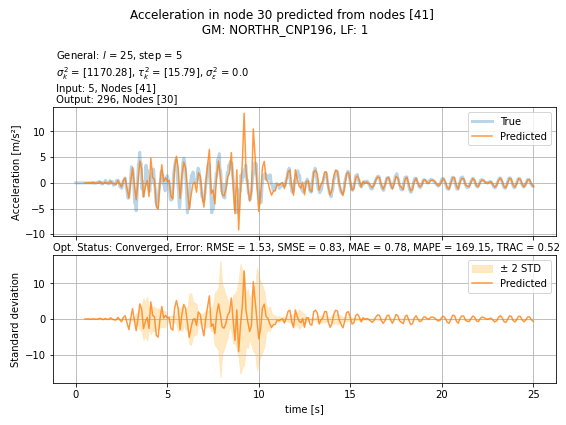 Acceleration in node 30 predicted from nodes [41]
GM: NORTHR_CNP196, LF: 1
General: l = 25, step = 5
σ²ₖ = [1170.28], τ²ₖ = [15.79], σ²ε = 0.0
Input: 5, Nodes [41]
Output: 296, Nodes [30]
True
Predicted
Acceleration [m/s²]
10
5
0
−5
−10
Opt. Status: Converged, Error: RMSE = 1.53, SMSE = 0.83, MAE = 0.78, MAPE = 169.15, TRAC = 0.52
± 2 STD
Predicted
Standard deviation
10
0
−10
0 5 10 15 20 25
time [s]